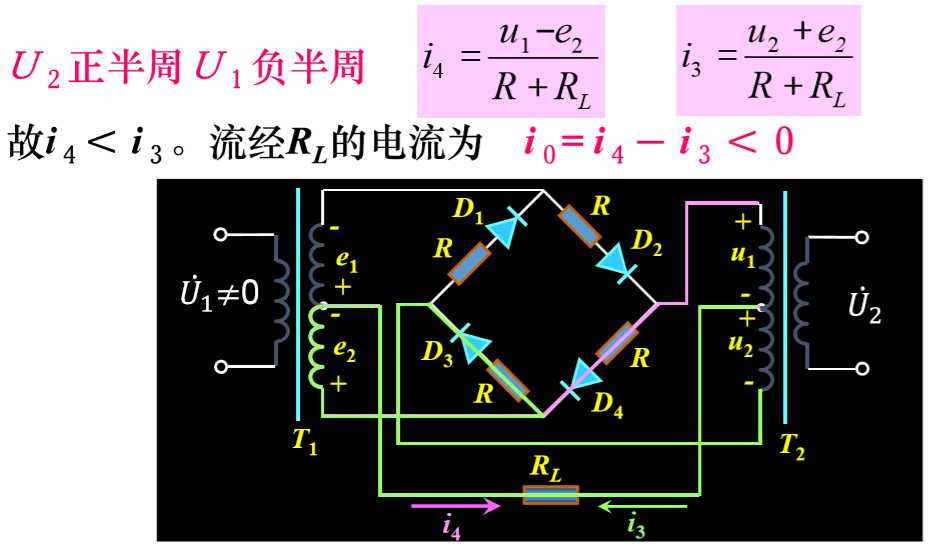 U₂正半周U₁负半周 i₄ = (u₁−e₂)/(R+R_L) i₃ = (u₂+e₂)/(R+R_L)
故i₄<i₃。流经R_L的电流为 i₀=i₄−i₃<0
D₁ R
- R D₂ +
e₁ u₁
U̇₁≠0 + - U̇₂
- +
e₂ D₃ R u₂
+ R D₄ -
T₁ T₂
R_L
i₄ i₃